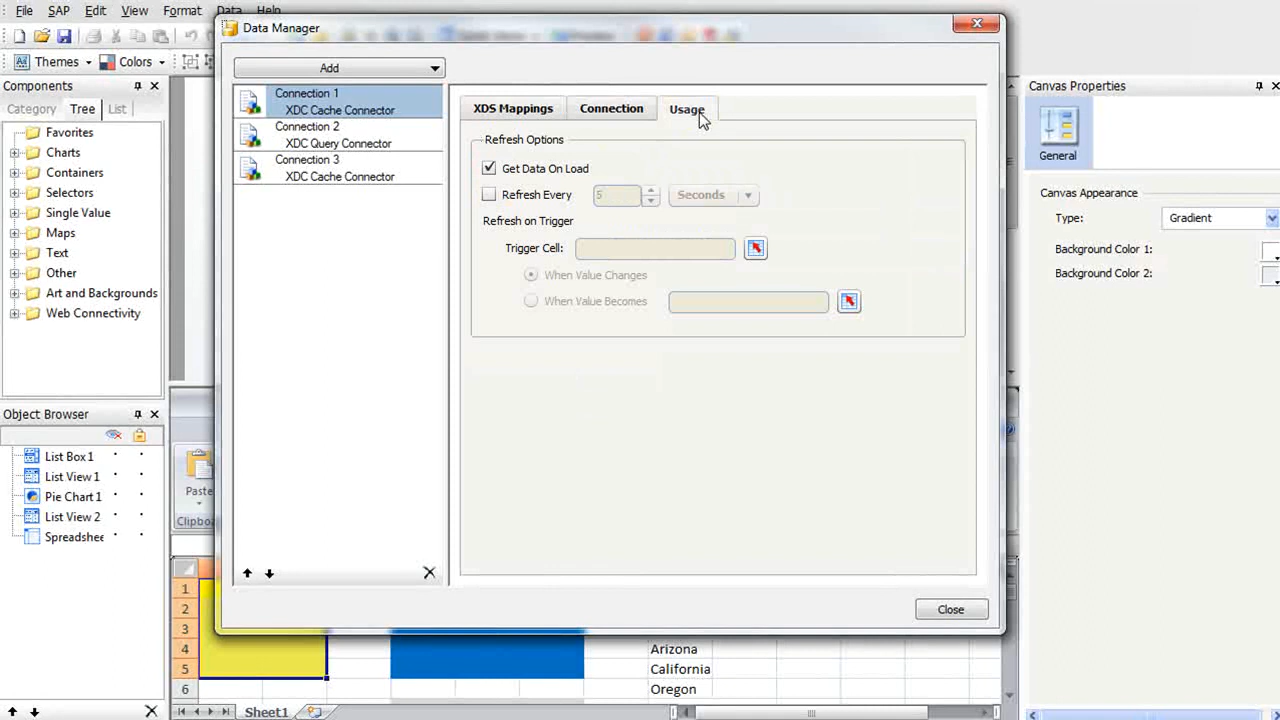 File SAP Edit View Format Data Help
Data Manager
Themes Colors
Add
Components
Category Tree List
Favorites
Charts
Containers
Selectors
Single Value
Maps
Text
Other
Art and Backgrounds
Web Connectivity
Connection 1
XDC Cache Connector
Connection 2
XDC Query Connector
Connection 3
XDC Cache Connector
XDS Mappings Connection Usage
Refresh Options
Get Data On Load
Refresh Every 5 Seconds
Refresh on Trigger
Trigger Cell:
When Value Changes
When Value Becomes
Close
Canvas Properties
General
Canvas Appearance
Type: Gradient
Background Color 1:
Background Color 2:
Object Browser
List Box 1
List View 1
Pie Chart 1
List View 2
Spreadshee
Paste
Clipboa
1
2
3
4 Arizona
5 California
6 Oregon
Sheet1